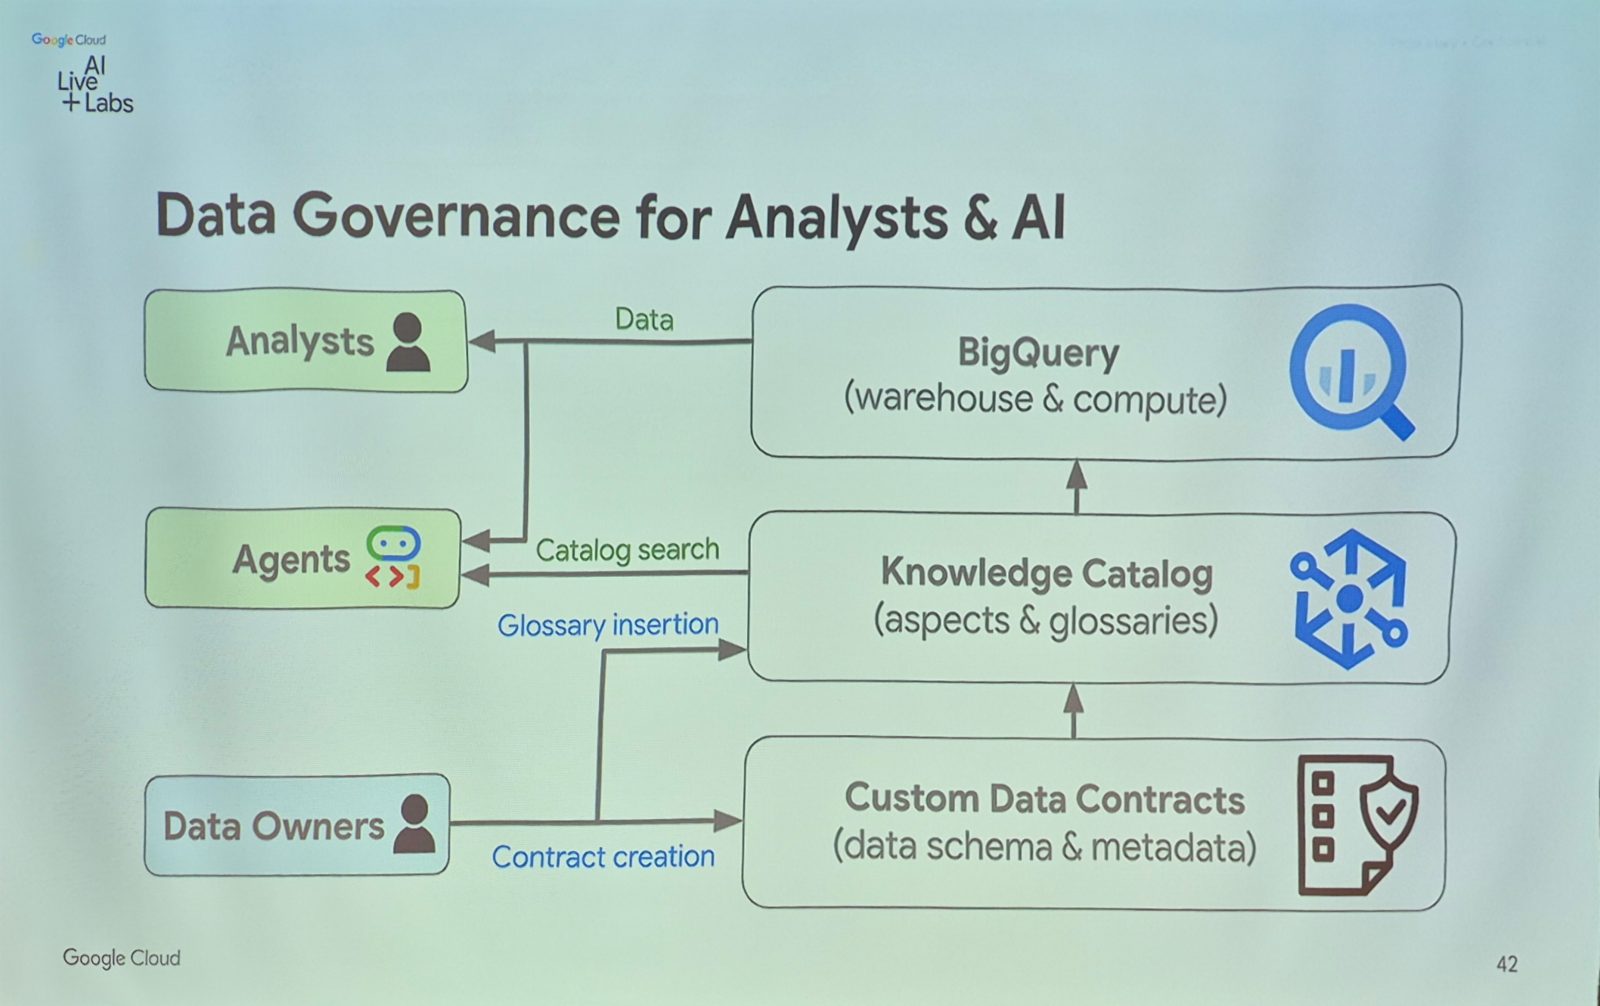 Google Cloud
AI
Live
+ Labs
Data Governance for Analysts & AI
Analysts
Data
BigQuery
(warehouse & compute)
Agents
Catalog search
Knowledge Catalog
(aspects & glossaries)
Glossary insertion
Data Owners
Contract creation
Custom Data Contracts
(data schema & metadata)
Google Cloud
42